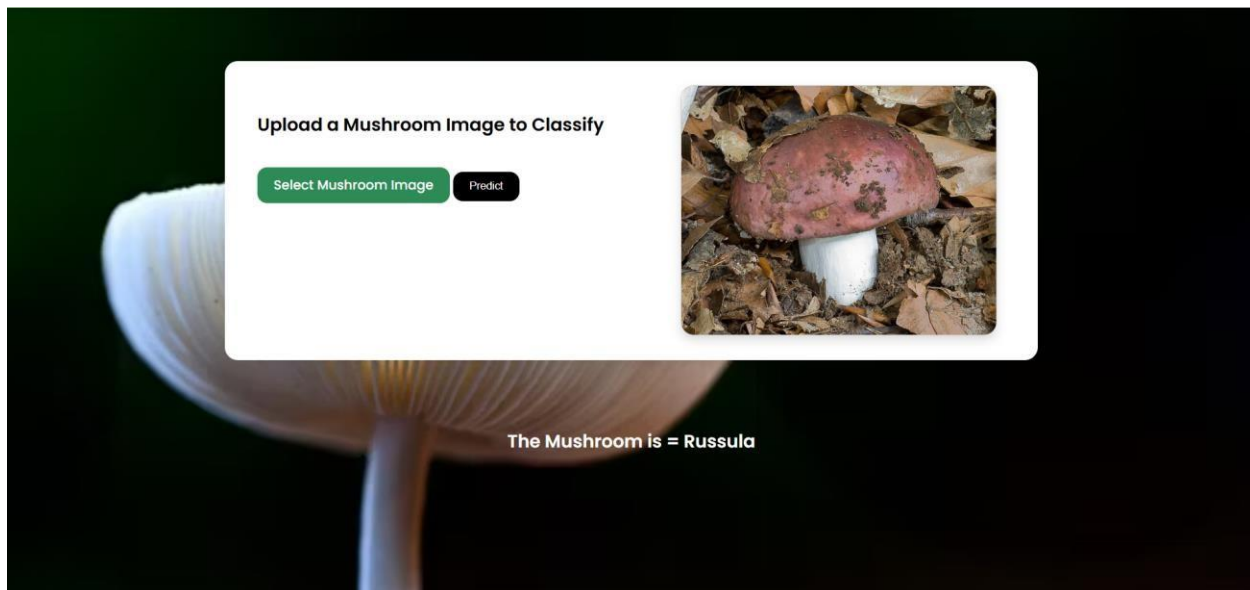 Upload a Mushroom Image to Classify
Select Mushroom Image
Predict
The Mushroom is = Russula